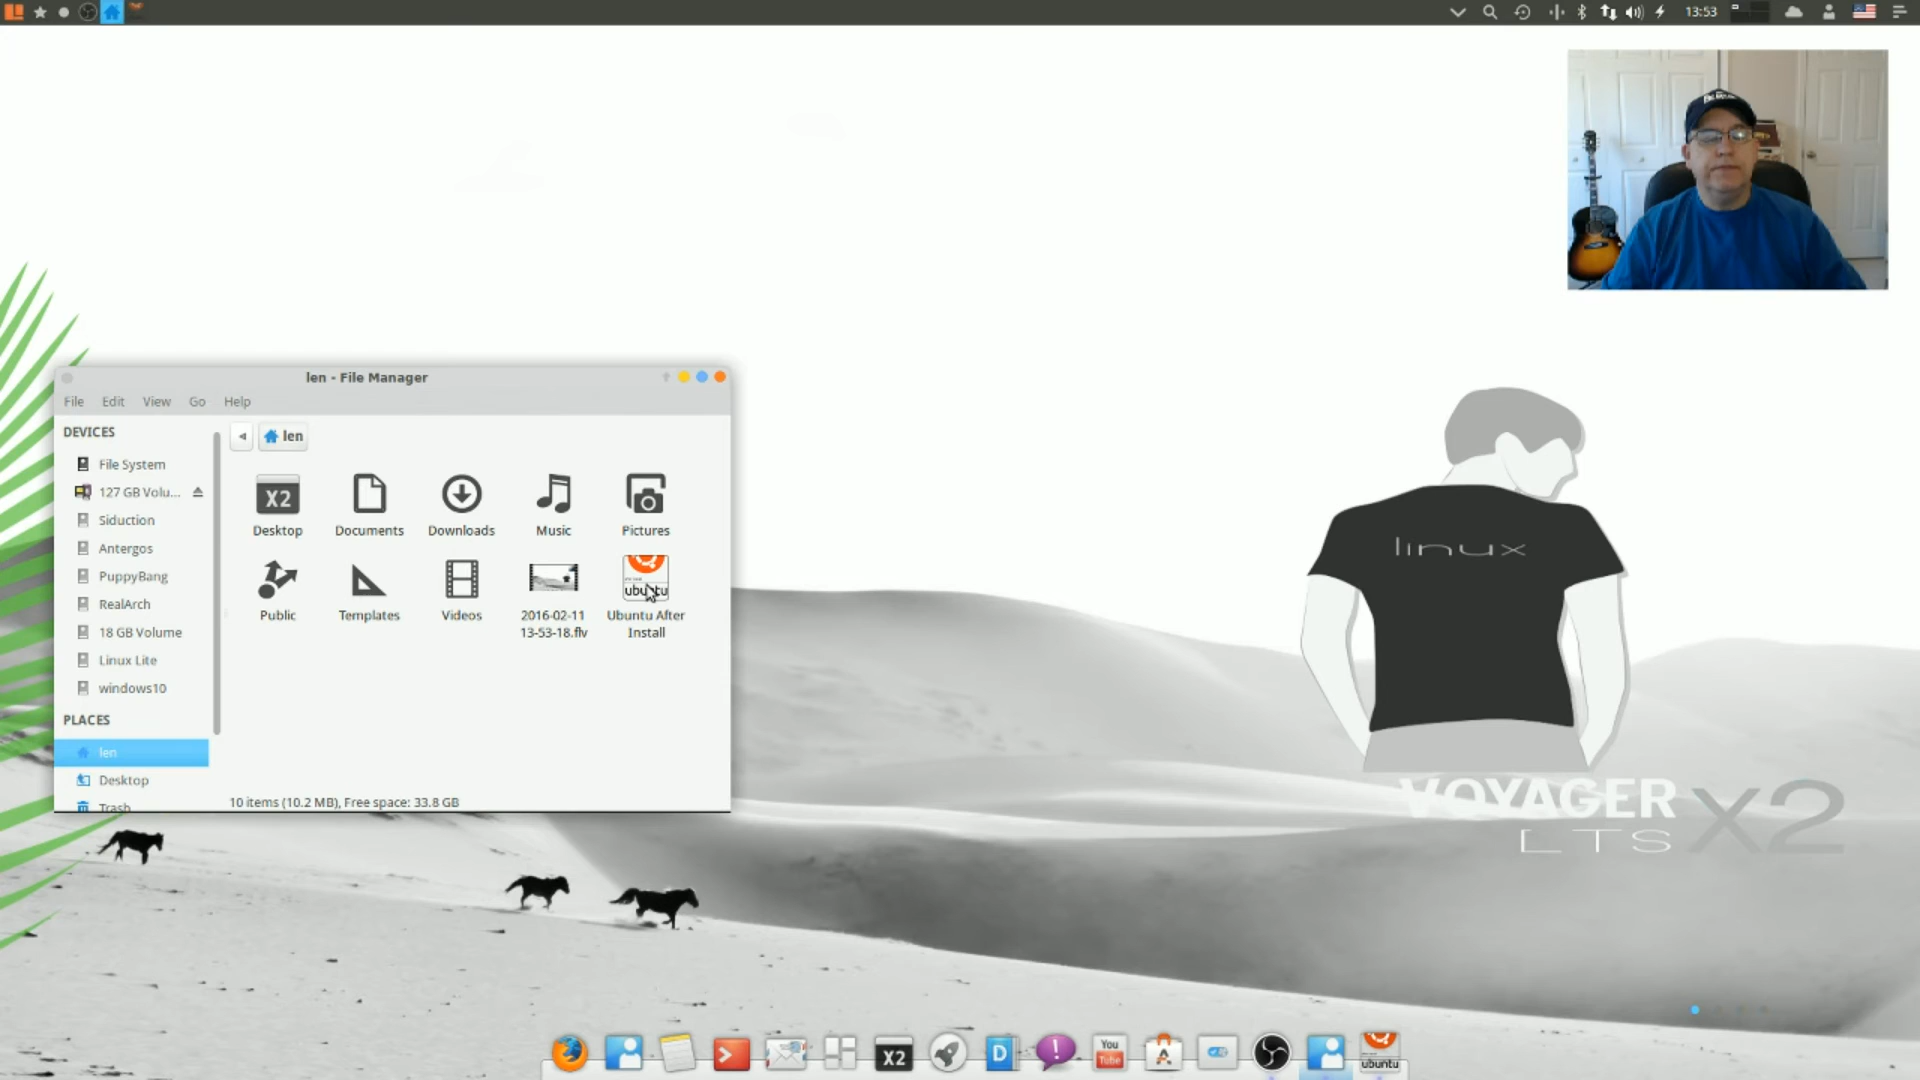 13:53
len - File Manager
File Edit View Go Help
DEVICES
len
File System
127 GB Volu...
Siduction
Antergos
PuppyBang
RealArch
18 GB Volume
Linux Lite
windows10
PLACES
len
Desktop
Trash
X2
Desktop Documents Downloads Music Pictures
ubuntu
Public Templates Videos 2016-02-11 13-53-18.flv Ubuntu After Install
10 items (10.2 MB), Free space: 33.8 GB
linux
VOYAGER X2
LTS
X2 D ! You Tube A ubuntu